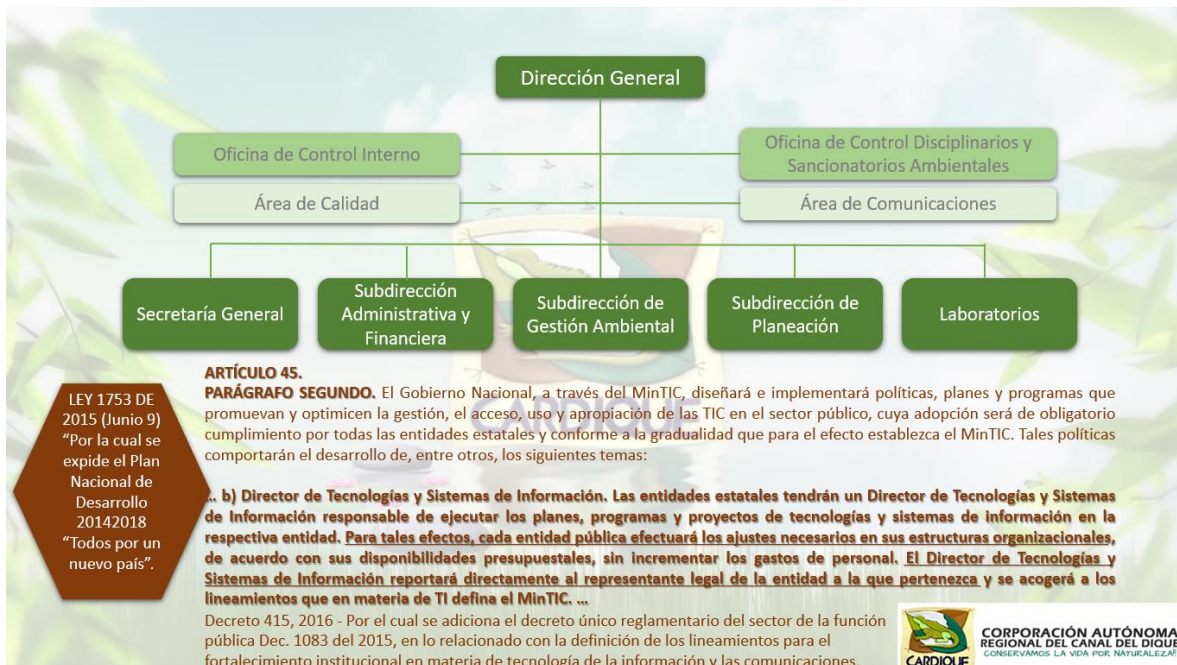 Dirección General
Oficina de Control Interno
Oficina de Control Disciplinarios y
Sancionatorios Ambientales
Área de Calidad
Área de Comunicaciones
Secretaría General
Subdirección
Administrativa y
Financiera
Subdirección de
Gestión Ambiental
Subdirección de
Planeación
Laboratorios
LEY 1753 DE
2015 (Junio 9)
“Por la cual se
expide el Plan
Nacional de
Desarrollo
20142018
“Todos por un
nuevo país”.
ARTÍCULO 45.
PARÁGRAFO SEGUNDO. El Gobierno Nacional, a través del MinTIC, diseñará e implementará políticas, planes y programas que
promuevan y optimicen la gestión, el acceso, uso y apropiación de las TIC en el sector público, cuya adopción será de obligatorio
cumplimiento por todas las entidades estatales y conforme a la gradualidad que para el efecto establezca el MinTIC. Tales políticas
comportarán el desarrollo de, entre otros, los siguientes temas:
… b) Director de Tecnologías y Sistemas de Información. Las entidades estatales tendrán un Director de Tecnologías y Sistemas
de Información responsable de ejecutar los planes, programas y proyectos de tecnologías y sistemas de información en la
respectiva entidad. Para tales efectos, cada entidad pública efectuará los ajustes necesarios en sus estructuras organizacionales,
de acuerdo con sus disponibilidades presupuestales, sin incrementar los gastos de personal. El Director de Tecnologías y
Sistemas de Información reportará directamente al representante legal de la entidad a la que pertenezca y se acogerá a los
lineamientos que en materia de TI defina el MinTIC. …
Decreto 415, 2016 - Por el cual se adiciona el decreto único reglamentario del sector de la función
pública Dec. 1083 del 2015, en lo relacionado con la definición de los lineamientos para el
fortalecimiento institucional en materia de tecnología de la información y las comunicaciones.
CARDIQUE
CARDIQUE
CORPORACIÓN AUTÓNOMA
REGIONAL DEL CANAL DEL DIQUE
CONSERVAMOS LA VIDA POR NATURALEZA!